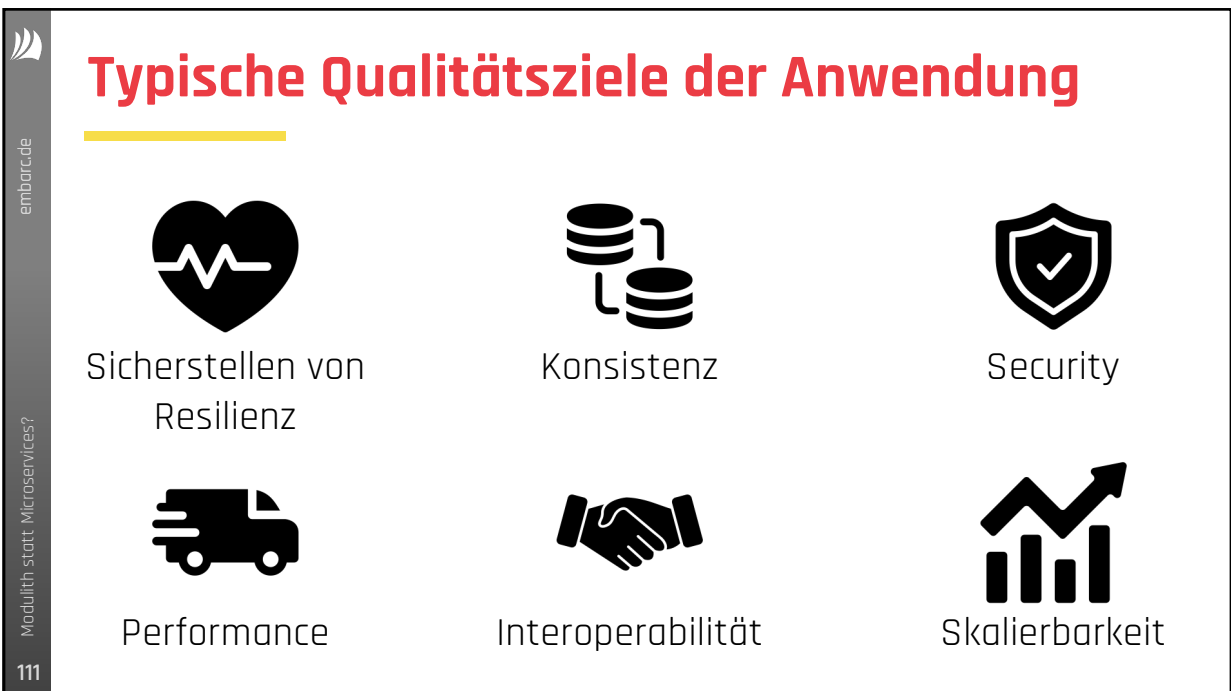 Typische Qualitätsziele der Anwendung
Sicherstellen von
Resilienz
Konsistenz
Security
Performance
Interoperabilität
Skalierbarkeit
embarc.de
Modulith statt Microservices?
111